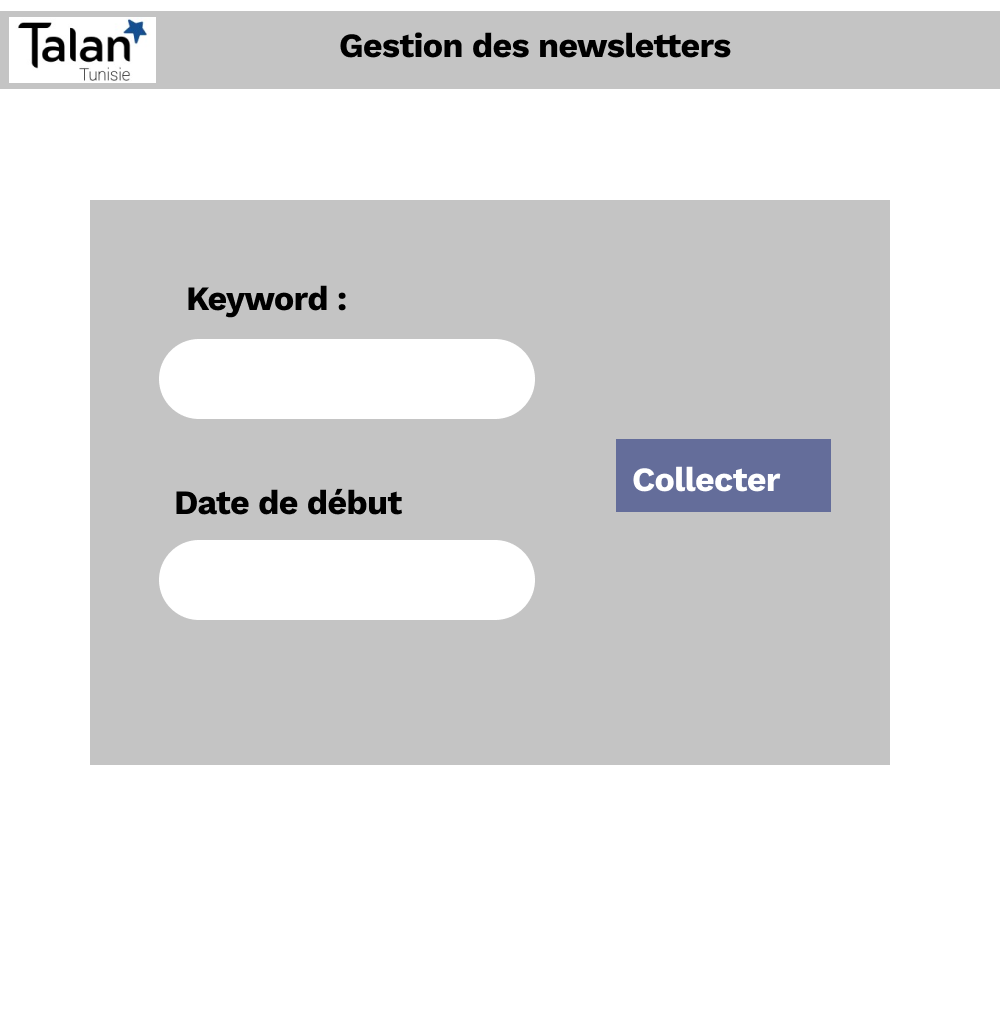 Talan
Tunisie
Gestion des newsletters
Keyword :
Date de début
Collecter